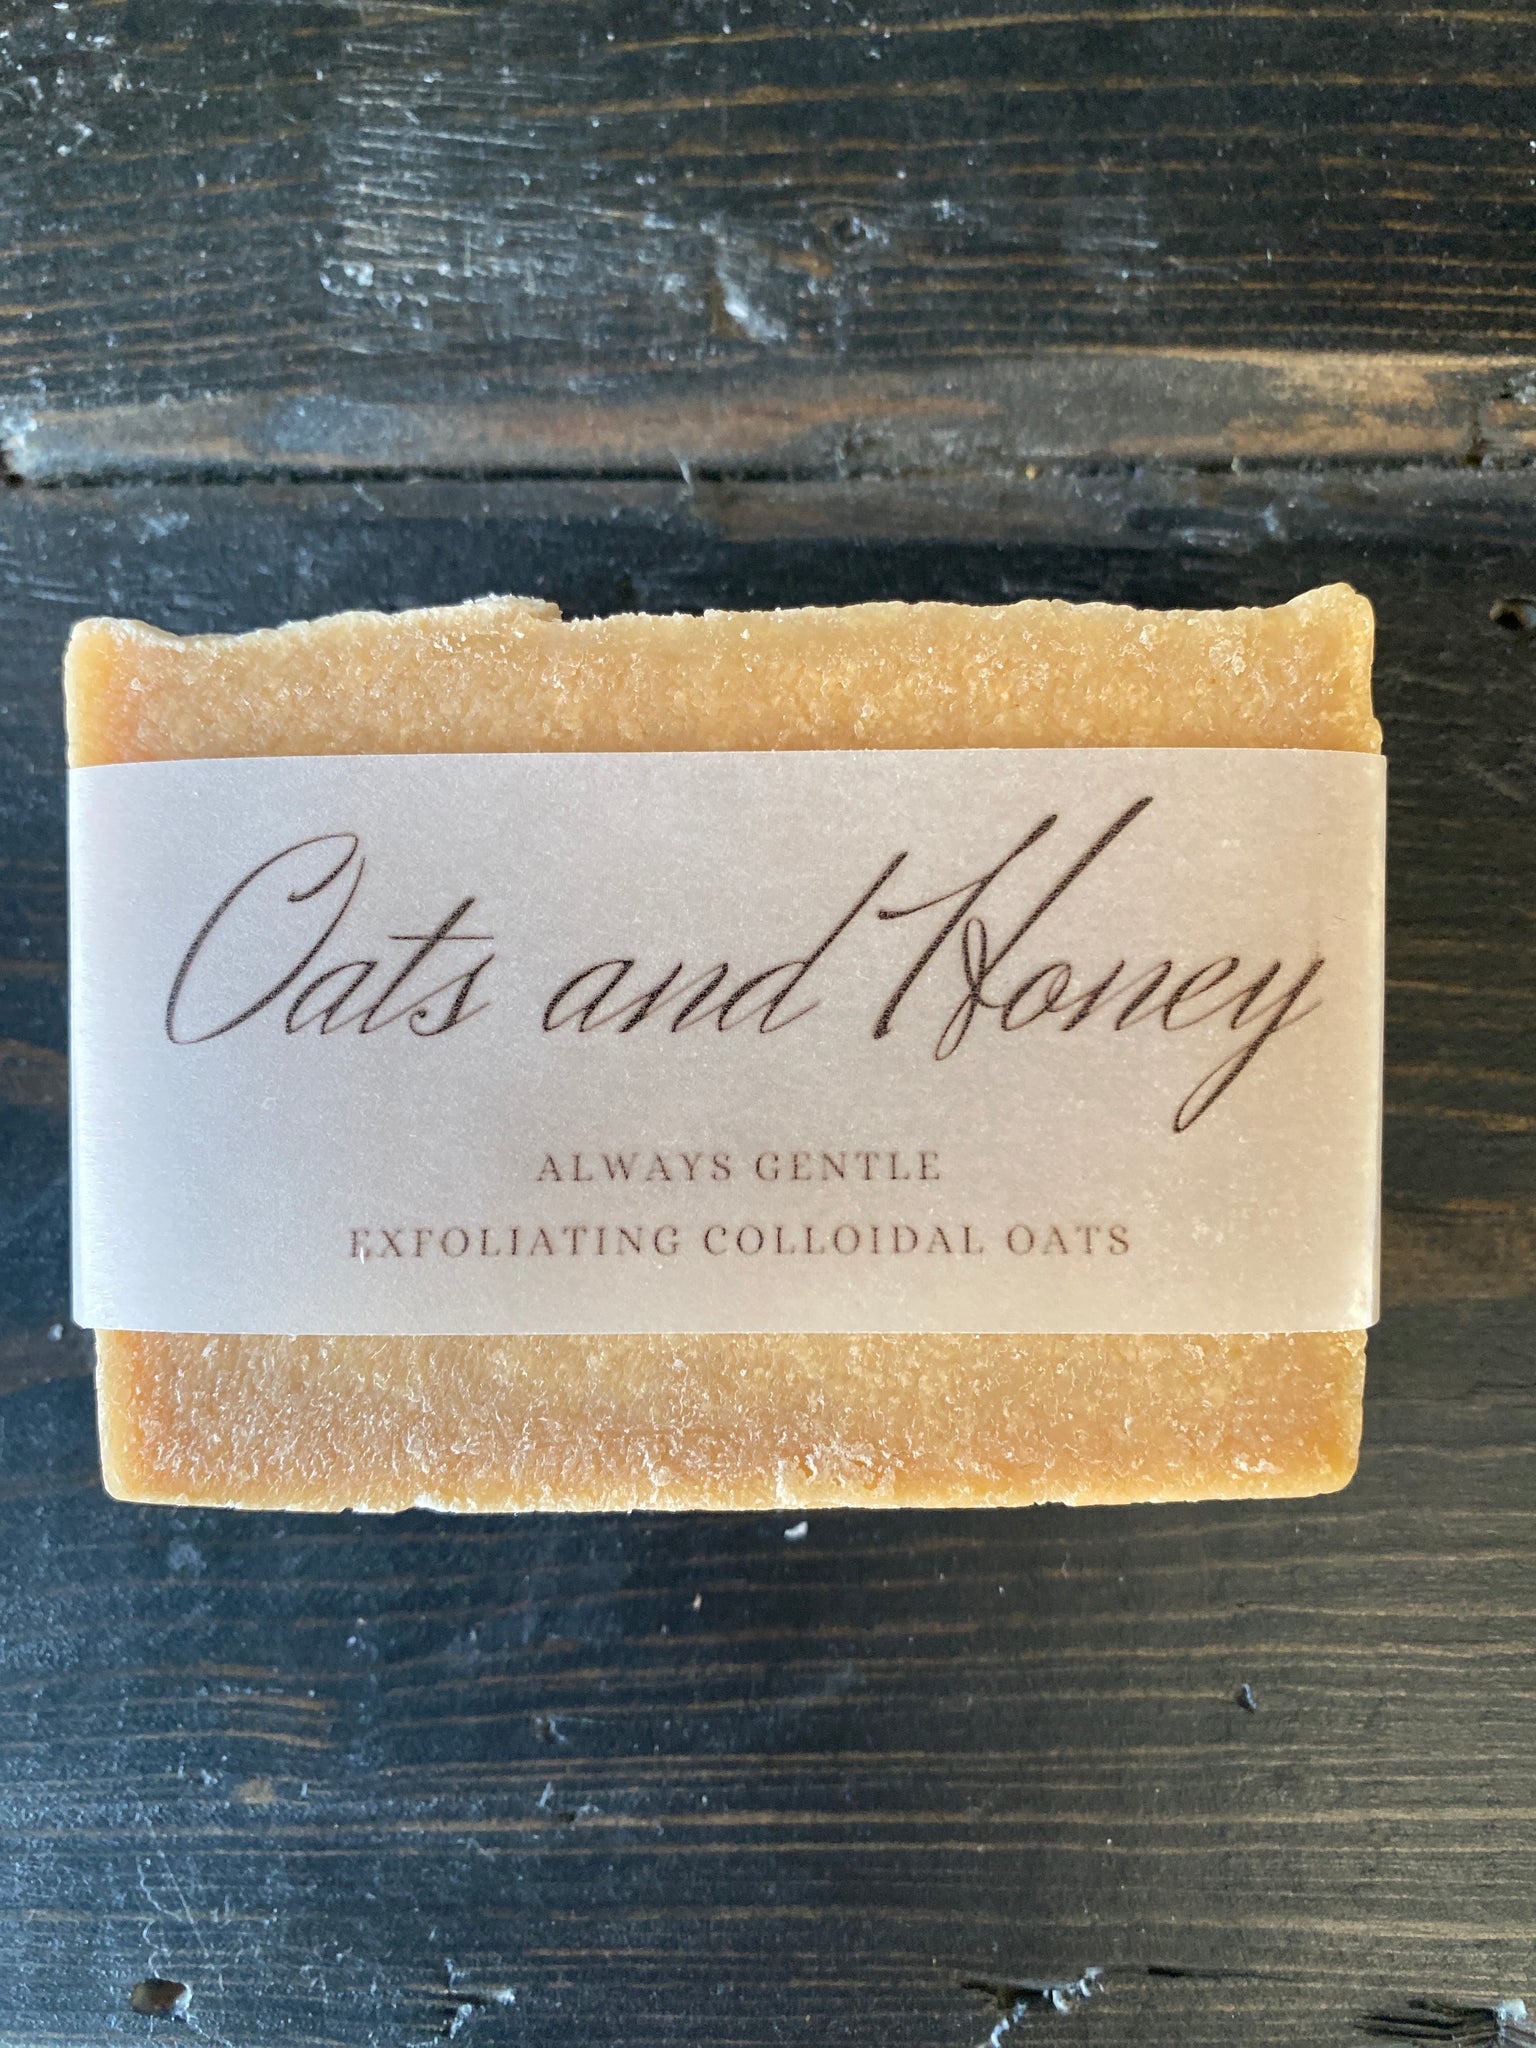 Oats and Honey
ALWAYS GENTLE
EXFOLIATING COLLOIDAL OATS